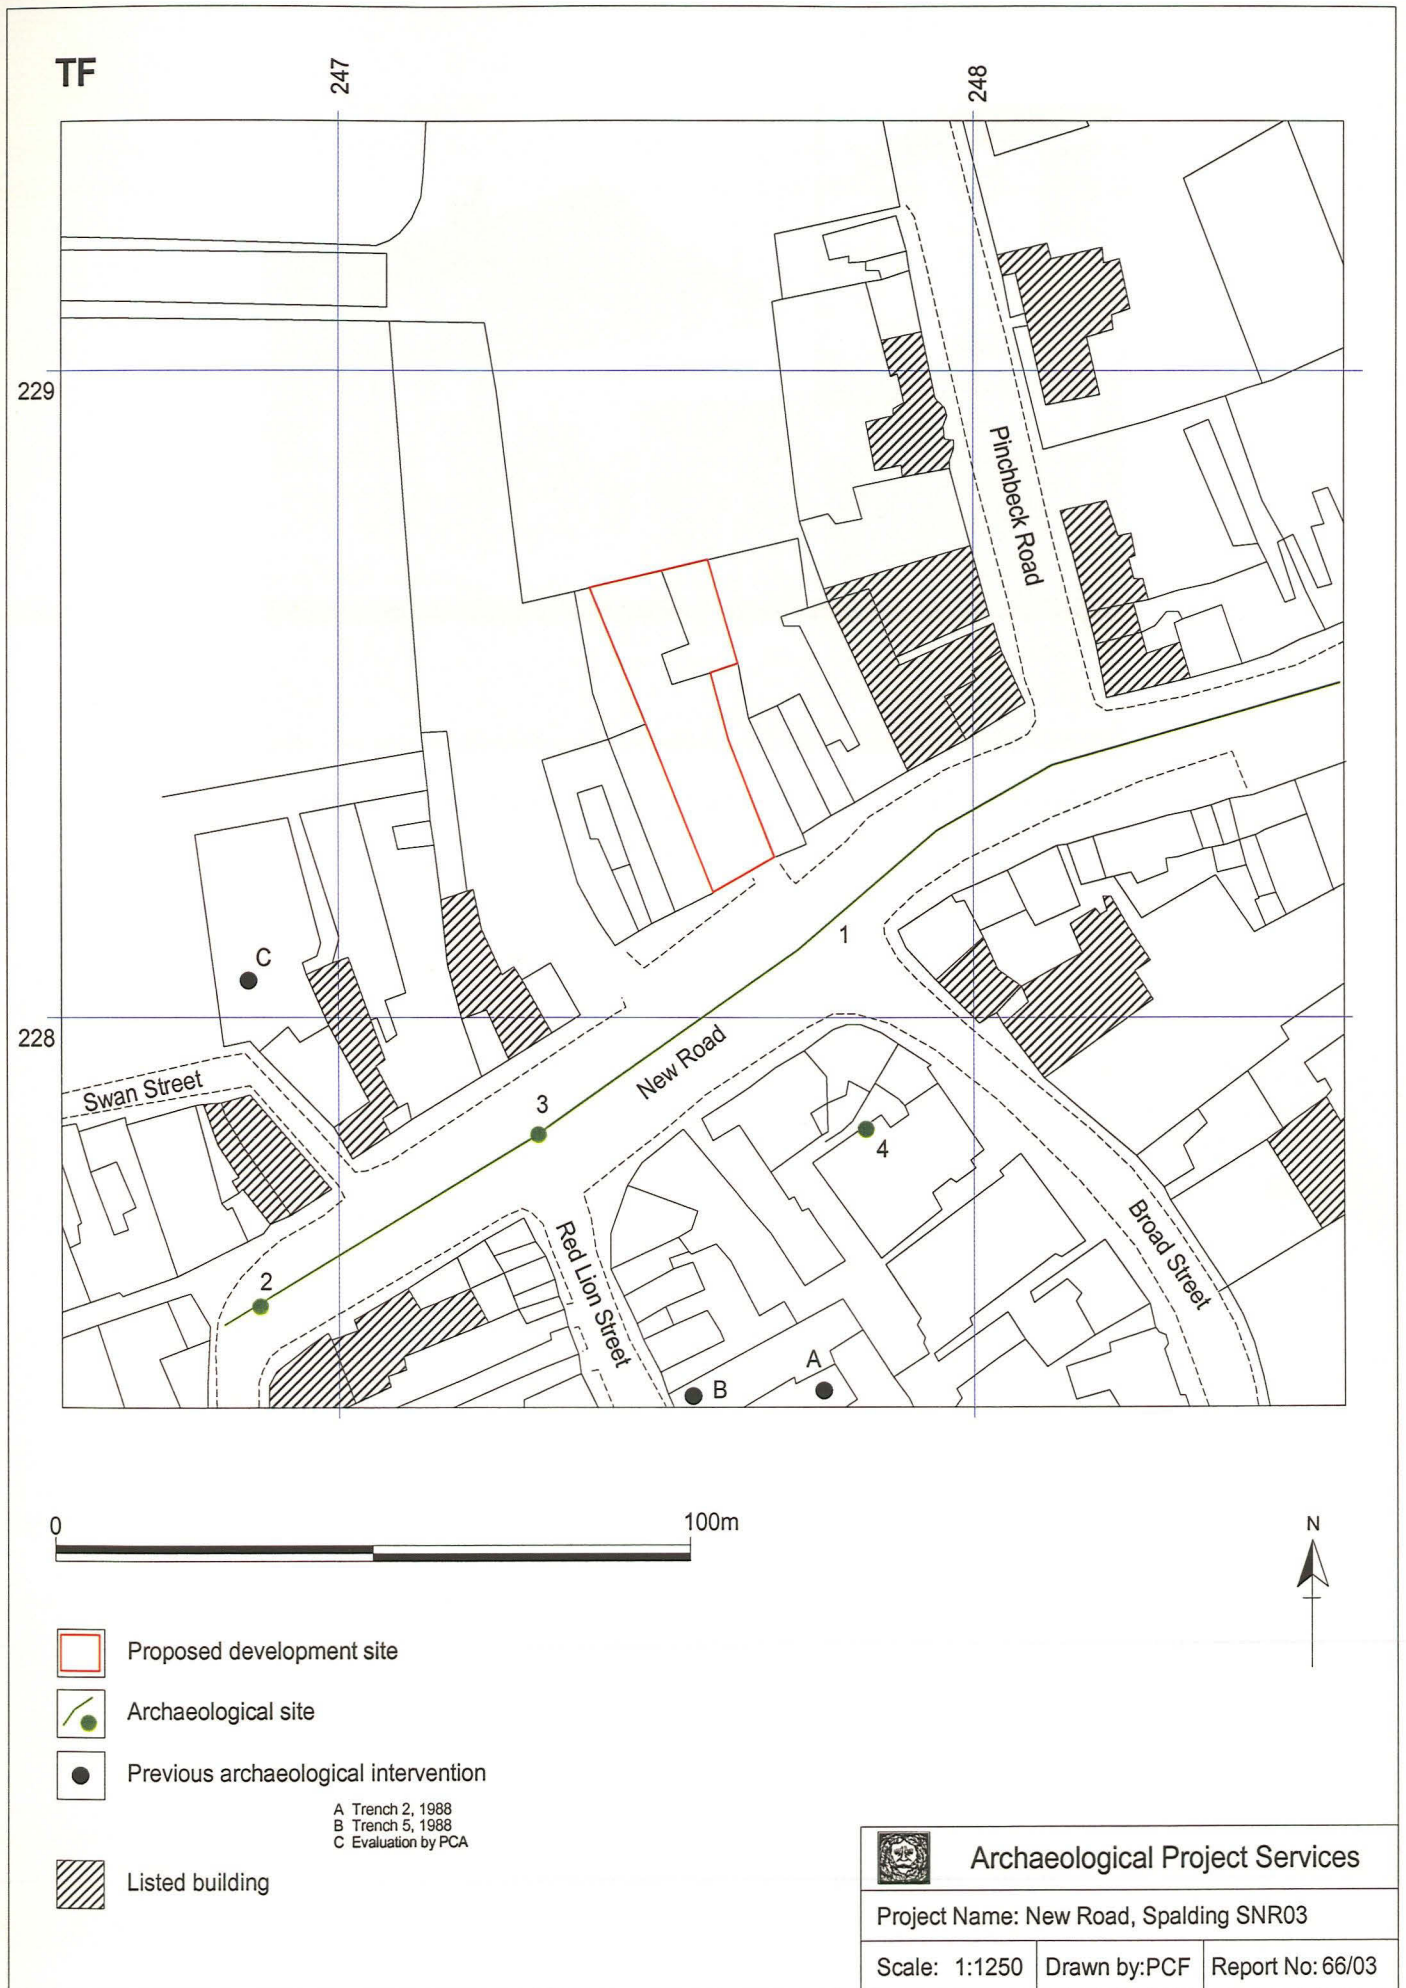 TF
247
248
229
Pinchbeck Road
1
C
228
New Road
Swan Street
3
4
Broad Street
Red Lion Street
2
A
B
0
100m
N
Proposed development site
Archaeological site
Previous archaeological intervention
A Trench 2, 1988
B Trench 5, 1988
C Evaluation by PCA
Listed building
Archaeological Project Services
Project Name: New Road, Spalding SNR03
Scale: 1:1250
Drawn by:PCF
Report No: 66/03